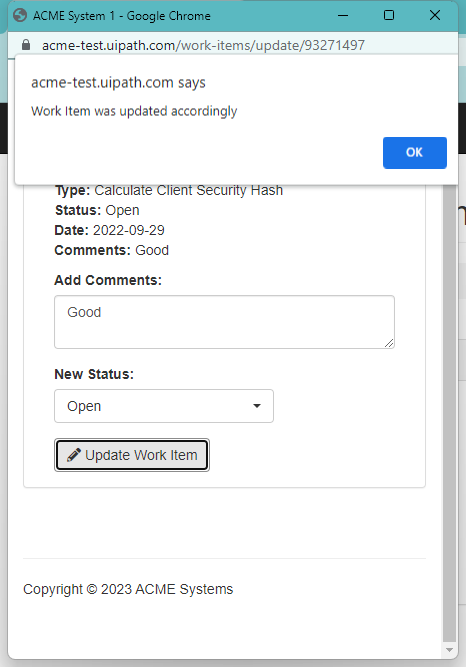 ACME System 1 - Google Chrome
acme-test.uipath.com/work-items/update/93271497
acme-test.uipath.com says
Work Item was updated accordingly
OK
Type: Calculate Client Security Hash
Status: Open
Date: 2022-09-29
Comments: Good
Add Comments:
Good
New Status:
Open
Update Work Item
Copyright © 2023 ACME Systems